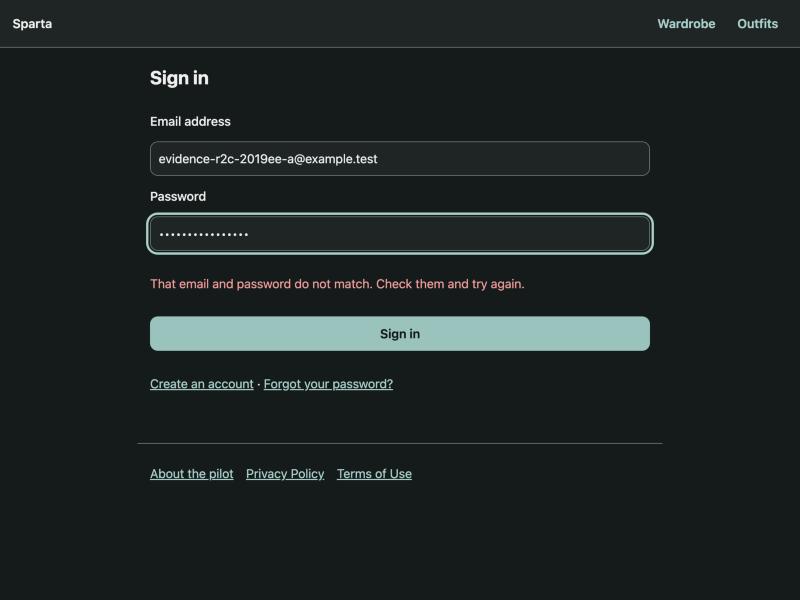 Sparta
Wardrobe Outfits
Sign in
Email address
evidence-r2c-2019ee-a@example.test
Password
••••••••••••••••
That email and password do not match. Check them and try again.
Sign in
Create an account · Forgot your password?
About the pilot Privacy Policy Terms of Use